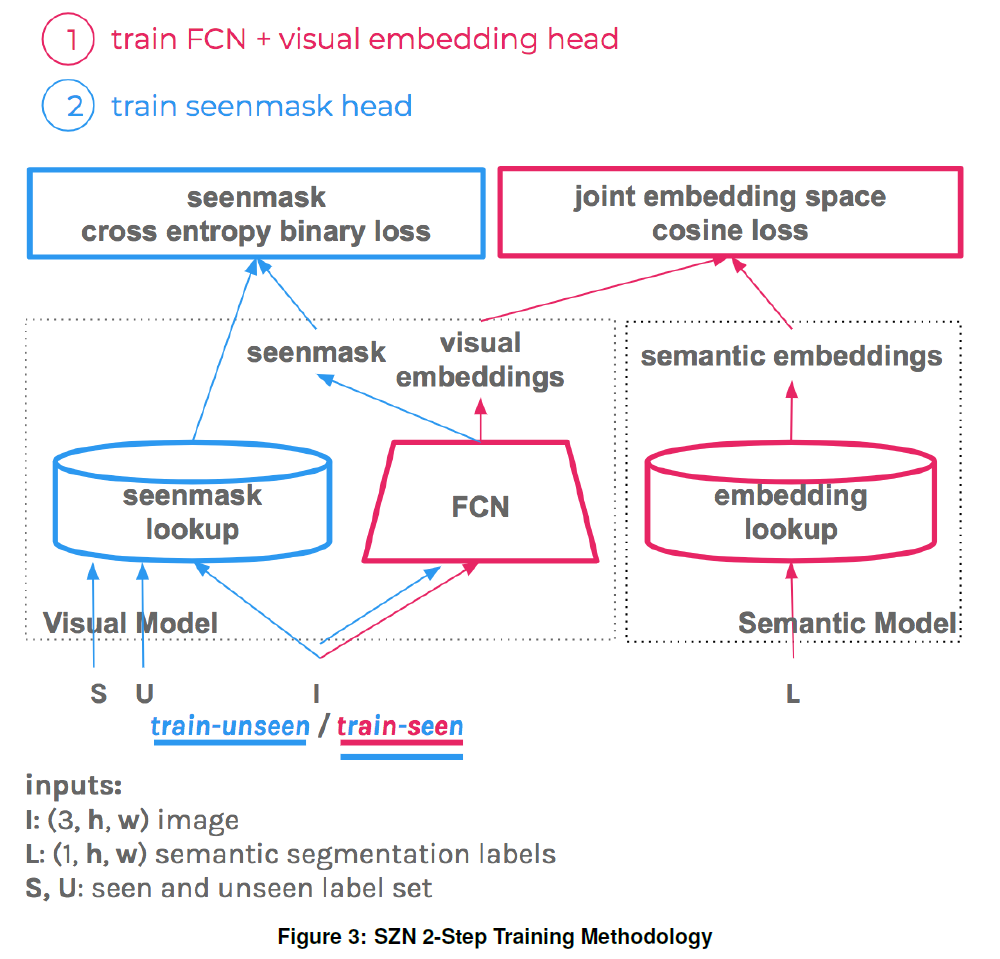 1 train FCN + visual embedding head
2 train seenmask head
seenmask
cross entropy binary loss
joint embedding space
cosine loss
seenmask
visual
embeddings
semantic embeddings
seenmask
lookup
FCN
embedding
lookup
Visual Model
Semantic Model
S U I L
train-unseen / train-seen
inputs:
I: (3, h, w) image
L: (1, h, w) semantic segmentation labels
S, U: seen and unseen label set
Figure 3: SZN 2-Step Training Methodology